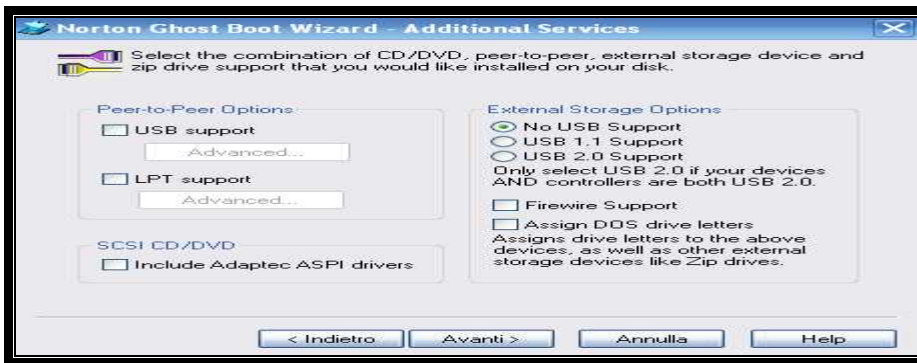 Norton Ghost Boot Wizard - Additional Services
Select the combination of CD/DVD, peer-to-peer, external storage device and
zip drive support that you would like installed on your disk.
Peer-to-Peer Options
USB support
Advanced...
LPT support
Advanced...
SCSI CD/DVD
Include Adaptec ASPI drivers
External Storage Options
No USB Support
USB 1.1 Support
USB 2.0 Support
Only select USB 2.0 if your devices
AND controllers are both USB 2.0.
Firewire Support
Assign DOS drive letters
Assigns drive letters to the above
devices, as well as other external
storage devices like Zip drives.
< Indietro
Avanti >
Annulla
Help